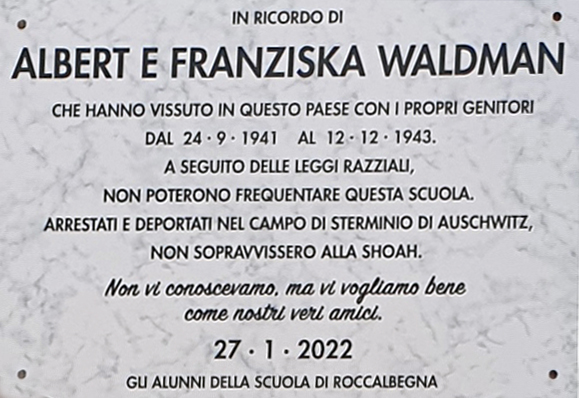 IN RICORDO DI
ALBERT E FRANZISKA WALDMAN
CHE HANNO VISSUTO IN QUESTO PAESE CON I PROPRI GENITORI
DAL 24 · 9 · 1941 AL 12 · 12 · 1943.
A SEGUITO DELLE LEGGI RAZZIALI,
NON POTERONO FREQUENTARE QUESTA SCUOLA.
ARRESTATI E DEPORTATI NEL CAMPO DI STERMINIO DI AUSCHWITZ,
NON SOPRAVVISSERO ALLA SHOAH.
Non vi conoscevamo, ma vi vogliamo bene
come nostri veri amici.
27 · 1 · 2022
GLI ALUNNI DELLA SCUOLA DI ROCCALBEGNA